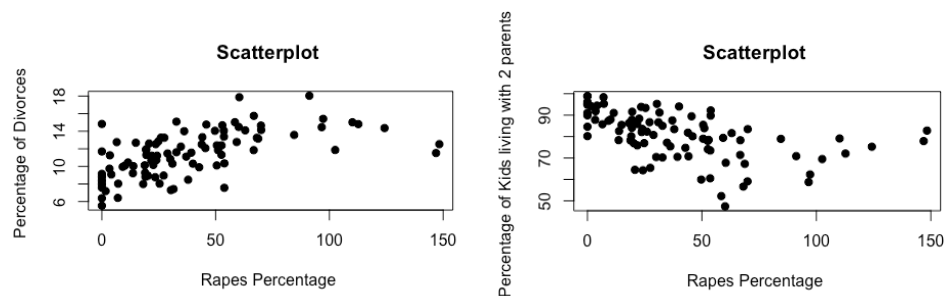 Scatterplot
Percentage of Divorces
18
14
10
6
0
50
100
150
Rapes Percentage
Scatterplot
Percentage of Kids living with 2 parents
90
70
50
0
50
100
150
Rapes Percentage